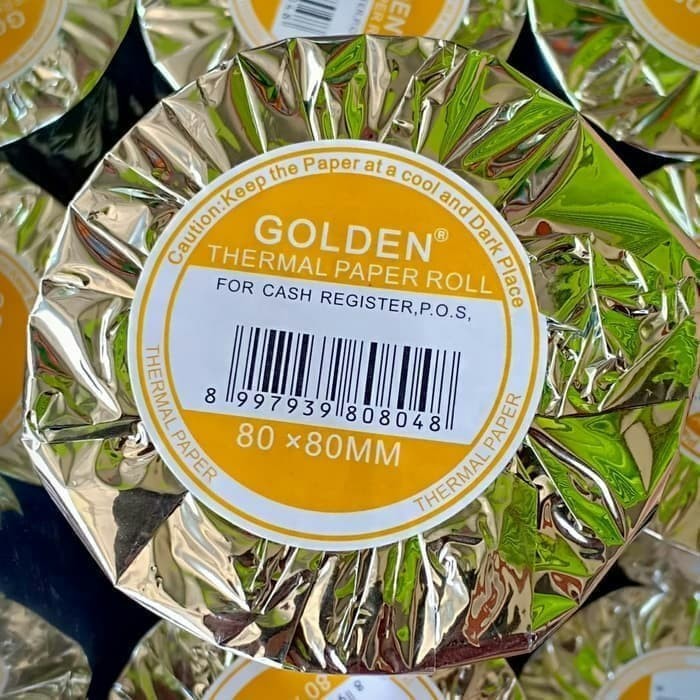 Caution:Keep the Paper at a cool and Dark Place
GOLDEN®
THERMAL PAPER ROLL
FOR CASH REGISTER,P.O.S,
8 997939 808048
80 ×80MM
THERMAL PAPER
THERMAL PAPER